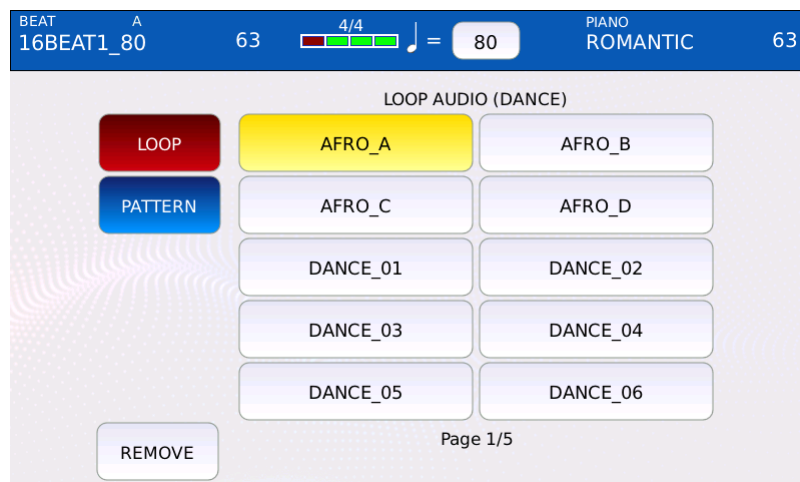 BEAT A 4/4 PIANO
16BEAT1_80 63 = 80 ROMANTIC 63
LOOP AUDIO (DANCE)
LOOP AFRO_A AFRO_B
PATTERN AFRO_C AFRO_D
DANCE_01 DANCE_02
DANCE_03 DANCE_04
DANCE_05 DANCE_06
Page 1/5
REMOVE